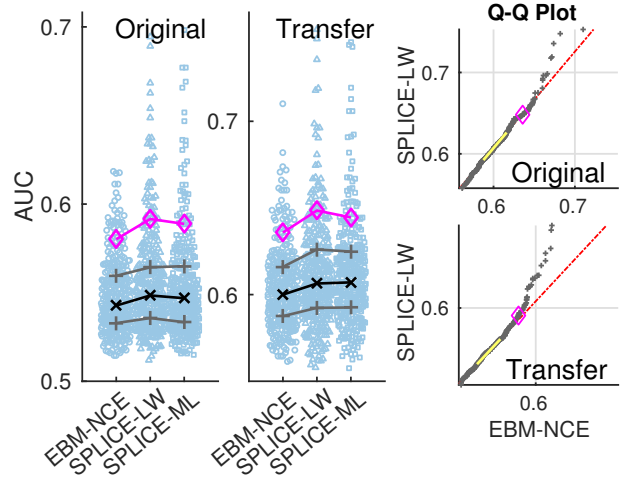 Original
Transfer
AUC
0.7
0.6
0.5
0.7
0.6
EBM-NCE
SPLICE-LW
SPLICE-ML
EBM-NCE
SPLICE-LW
SPLICE-ML
Q-Q Plot
SPLICE-LW
0.7
0.6
Original
0.6
0.7
SPLICE-LW
0.6
Transfer
0.6
EBM-NCE